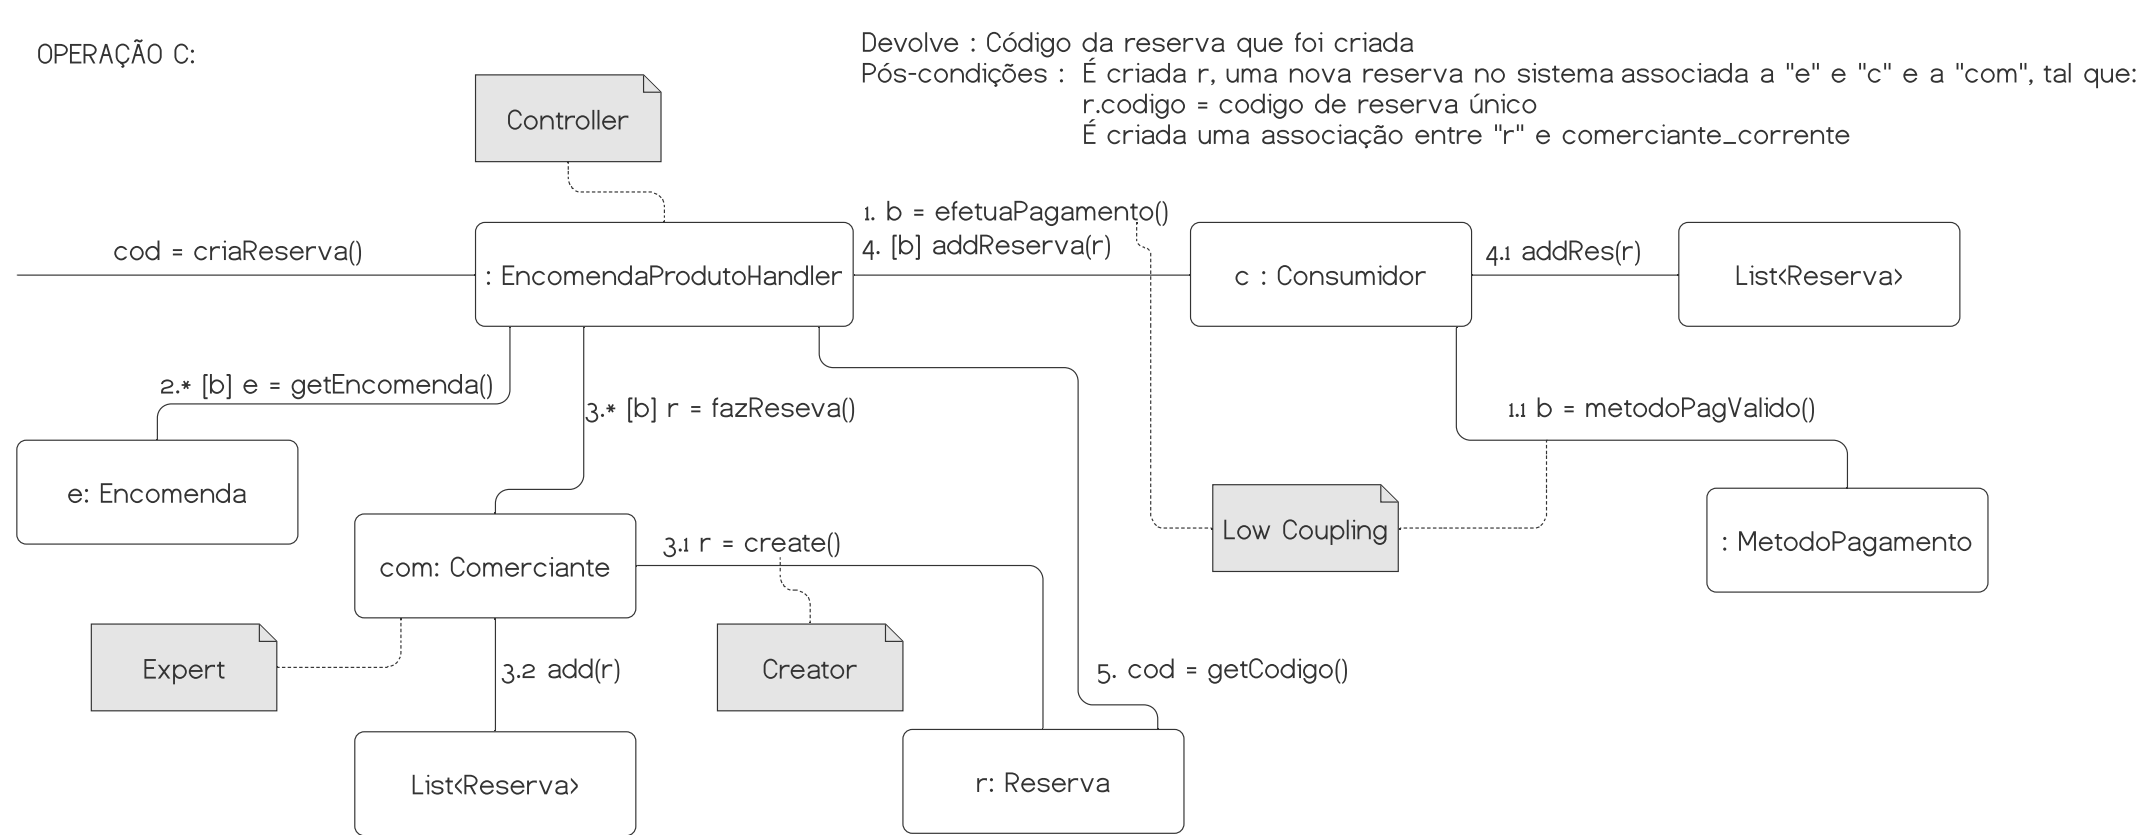 OPERAÇÃO C:
Devolve : Código da reserva que foi criada
Pós-condições : É criada r, uma nova reserva no sistema associada a "e" e "c" e a "com", tal que:
r.codigo = codigo de reserva único
É criada uma associação entre "r" e comerciante_corrente
Controller
cod = criaReserva()
: EncomendaProdutoHandler
1. b = efetuaPagamento()
4. [b] addReserva(r)
c : Consumidor
4.1 addRes(r)
List<Reserva>
2.* [b] e = getEncomenda()
3.* [b] r = fazReseva()
1.1 b = metodoPagValido()
e: Encomenda
com: Comerciante
3.1 r = create()
Low Coupling
: MetodoPagamento
Expert
3.2 add(r)
Creator
5. cod = getCodigo()
List<Reserva>
r: Reserva